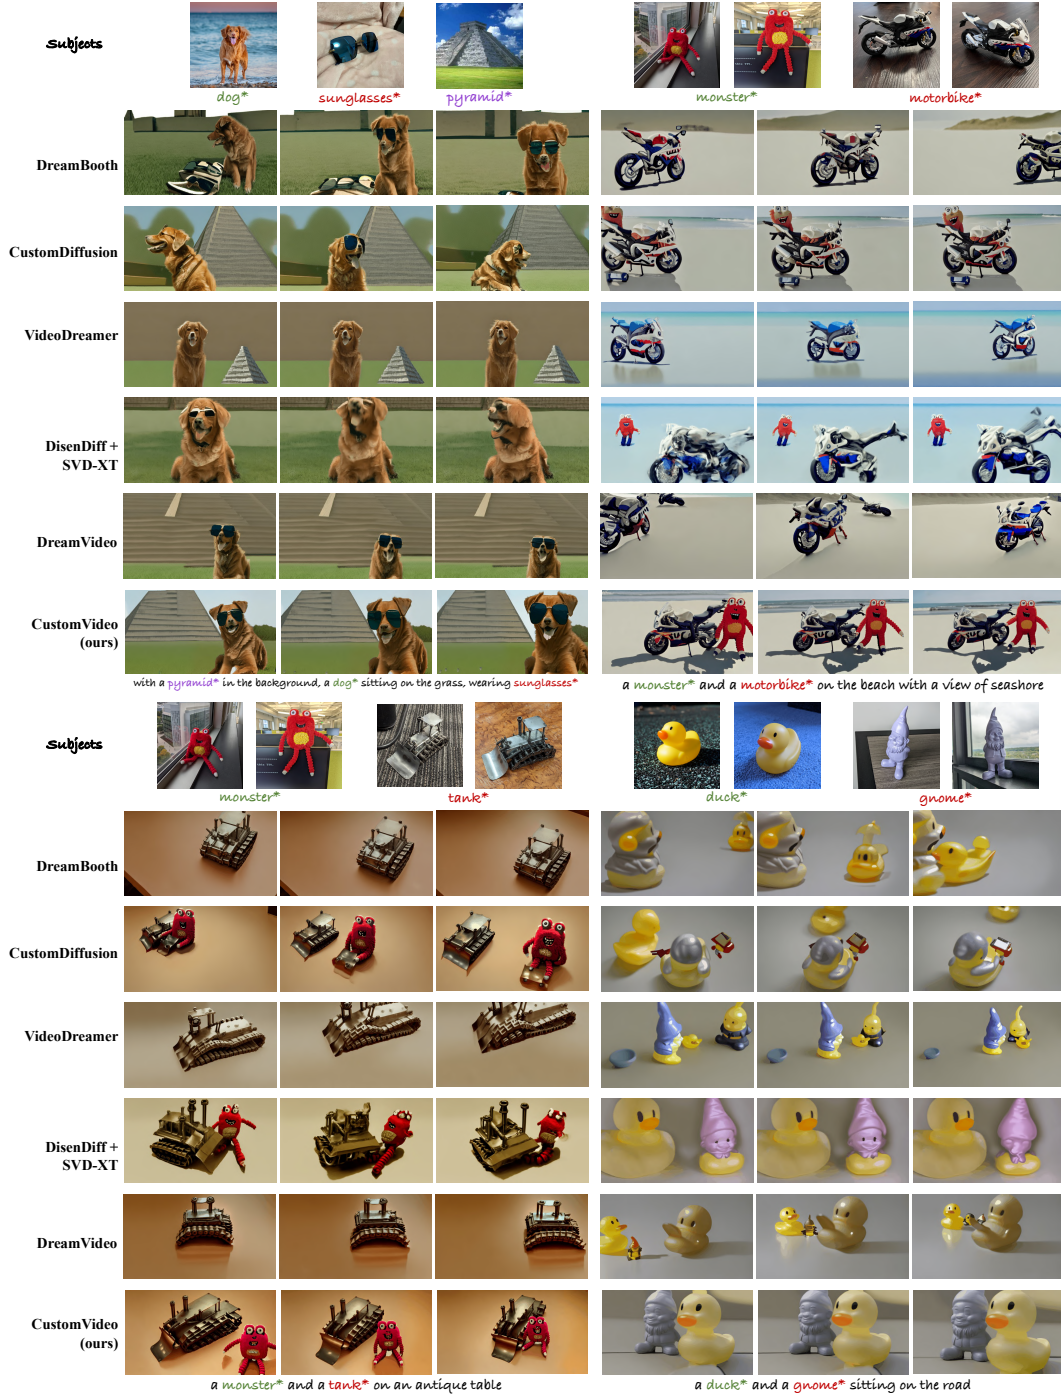 Subjects
dog*
sunglasses*
pyramid*
monster*
motorbike*
DreamBooth
CustomDiffusion
VideoDreamer
DisenDiff +
SVD-XT
DreamVideo
CustomVideo
(ours)
with a pyramid* in the background, a dog* sitting on the grass, wearing sunglasses*
a monster* and a motorbike* on the beach with a view of seashore
Subjects
monster*
tank*
duck*
gnome*
DreamBooth
CustomDiffusion
VideoDreamer
DisenDiff +
SVD-XT
DreamVideo
CustomVideo
(ours)
a monster* and a tank* on an antique table
a duck* and a gnome* sitting on the road